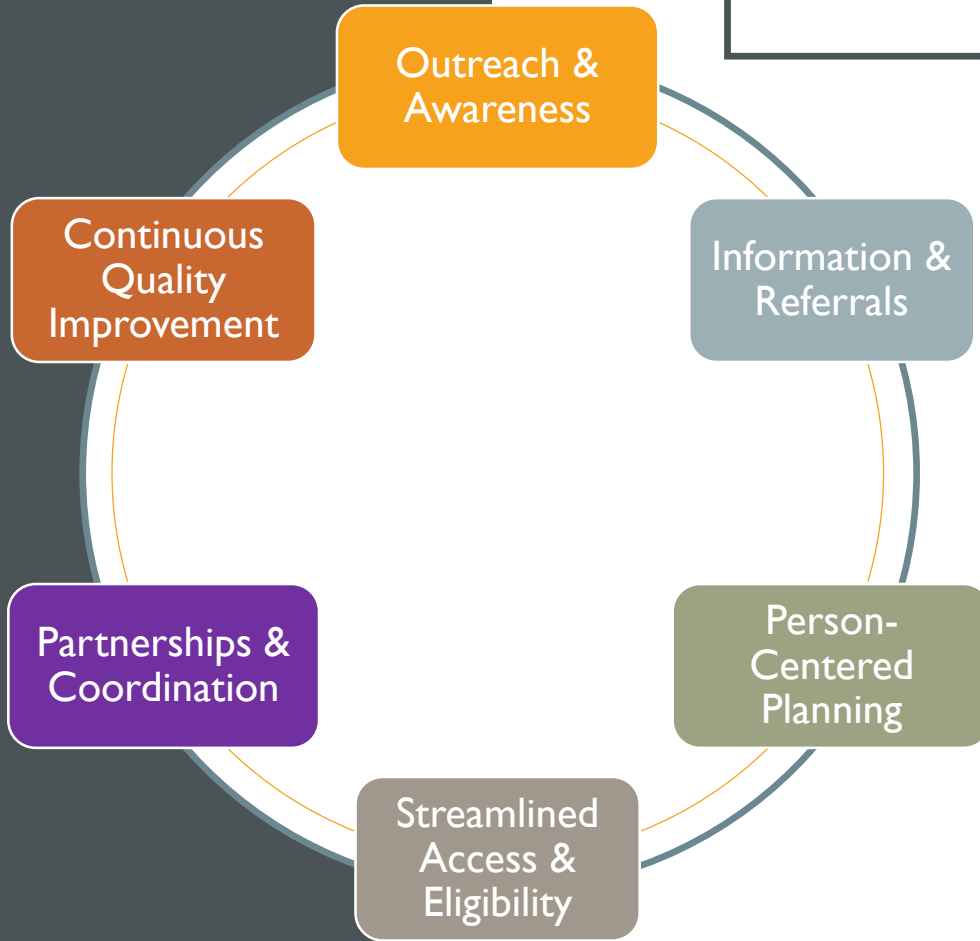 Outreach &
Awareness
Information &
Referrals
Person-
Centered
Planning
Streamlined
Access &
Eligibility
Partnerships &
Coordination
Continuous
Quality
Improvement